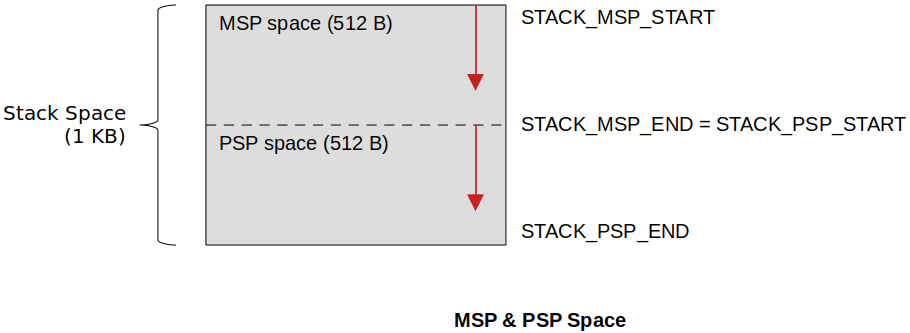 MSP space (512 B)
STACK_MSP_START
Stack Space
(1 KB)
STACK_MSP_END = STACK_PSP_START
PSP space (512 B)
STACK_PSP_END
MSP & PSP Space